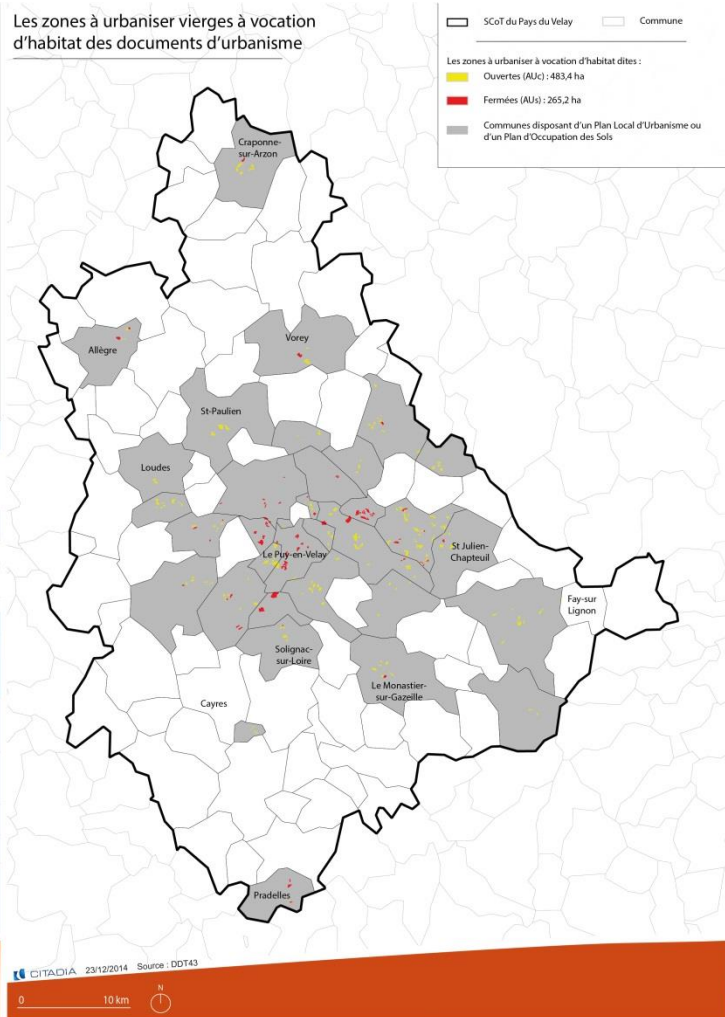 Les zones à urbaniser vierges à vocation
d'habitat des documents d'urbanisme
SCoT du Pays du Velay
Commune
Les zones à urbaniser à vocation d'habitat dites :
Ouvertes (AUc) : 483,4 ha
Fermées (AUs) : 265,2 ha
Communes disposant d'un Plan Local d'Urbanisme ou
d'un Plan d'Occupation des Sols
Craponne-
sur-Arzon
Allègre
Vorey
St-Paulien
Loudes
Le Puy-en-Velay
St Julien-
Chapteuil
Fay-sur
Lignon
Solignac-
sur-Loire
Le Monastier-
sur-Gazeille
Cayres
Pradelles
CITADIA 23/12/2014 Source : DDT43
0 10 km
N